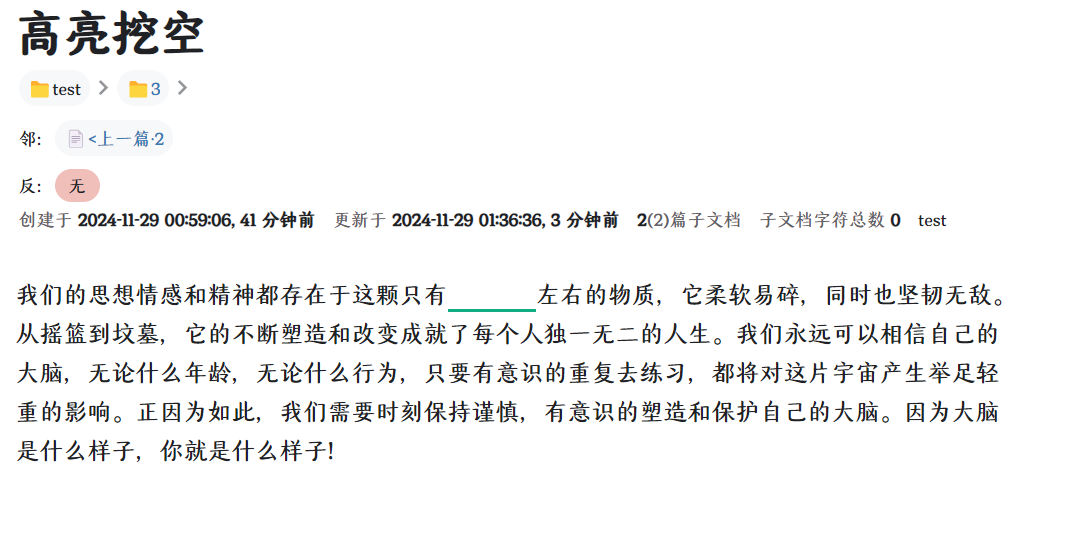 高亮挖空
test > 3 >
邻: <上一篇·2
反: 无
创建于 2024-11-29 00:59:06, 41 分钟前 更新于 2024-11-29 01:36:36, 3 分钟前 2(2)篇子文档 子文档字符总数 0 test
我们的思想情感和精神都存在于这颗只有______左右的物质，它柔软易碎，同时也坚韧无敌。
从摇篮到坟墓，它的不断塑造和改变成就了每个人独一无二的人生。我们永远可以相信自己的
大脑，无论什么年龄，无论什么行为，只要有意识的重复去练习，都将对这片宇宙产生举足轻
重的影响。正因为如此，我们需要时刻保持谨慎，有意识的塑造和保护自己的大脑。因为大脑
是什么样子，你就是什么样子!